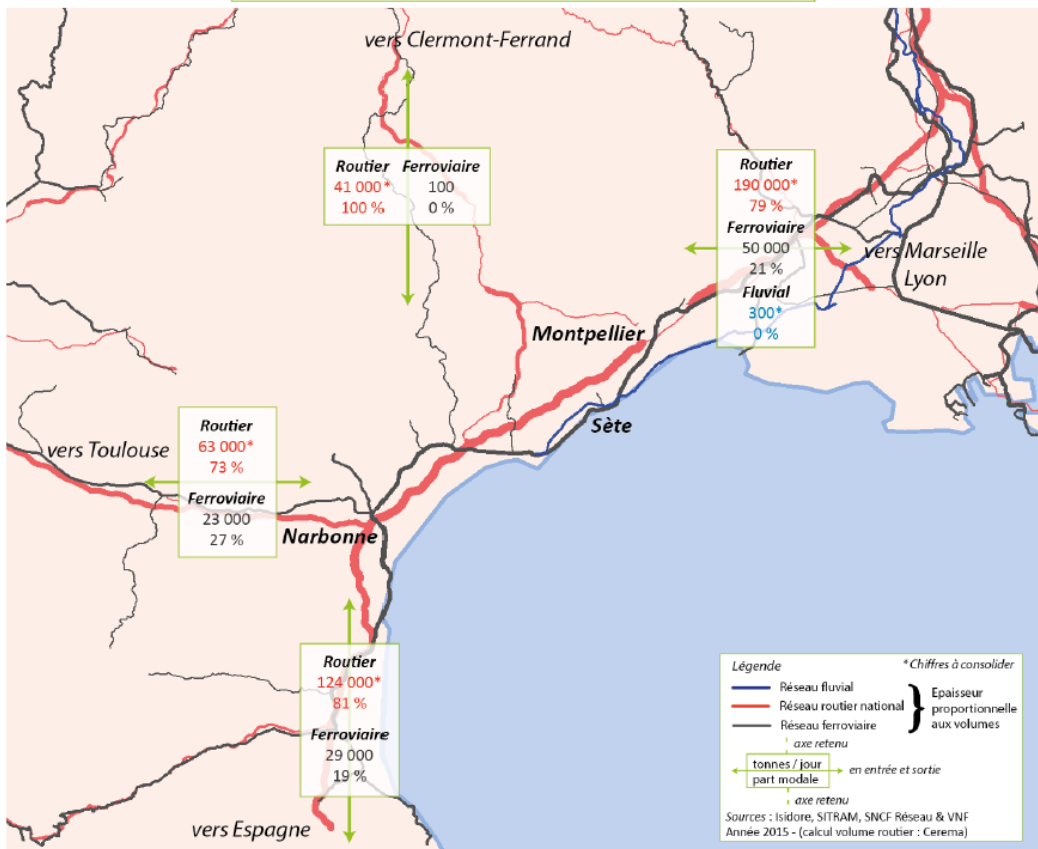 vers Clermont-Ferrand
Routier Ferroviaire
41 000* 100
100 % 0 %
Routier
190 000*
79 %
Ferroviaire
50 000
21 %
Fluvial
300*
0 %
vers Marseille
Lyon
Montpellier
Sète
vers Toulouse
Routier
63 000*
73 %
Ferroviaire
23 000
27 %
Narbonne
Routier
124 000*
81 %
Ferroviaire
29 000
19 %
vers Espagne
Légende *Chiffres à consolider
Réseau fluvial
Réseau routier national
Réseau ferroviaire
} Epaisseur
proportionnelle
aux volumes
axe retenu
tonnes / jour
part modale
en entrée et sortie
axe retenu
Sources : Isidore, SITRAM, SNCF Réseau & VNF
Année 2015 - (calcul volume routier : Cerema)